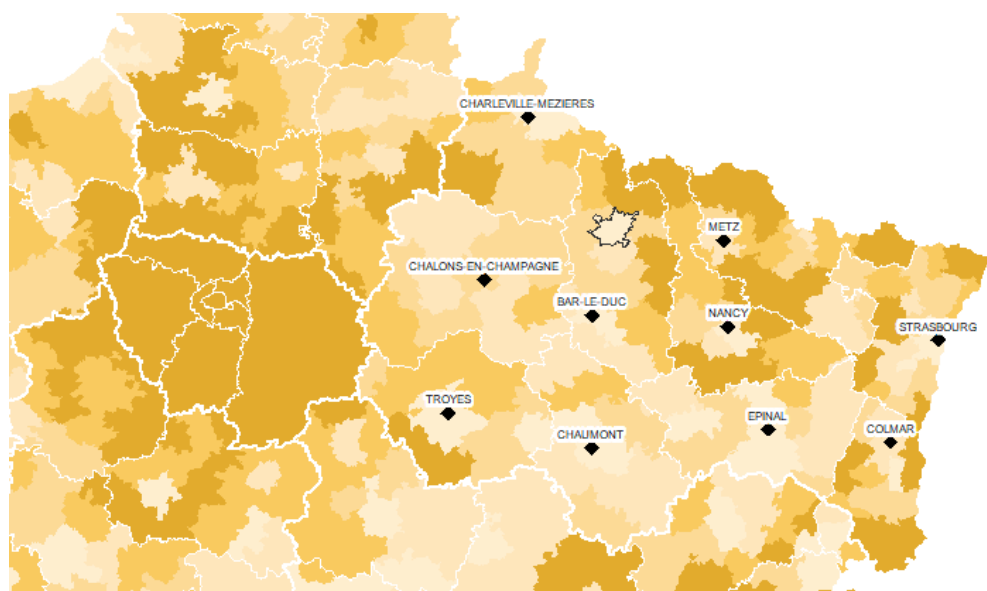 CHARLEVILLE-MEZIERES
METZ
CHALONS-EN-CHAMPAGNE
BAR-LE-DUC
NANCY
STRASBOURG
TROYES
CHAUMONT
EPINAL
COLMAR